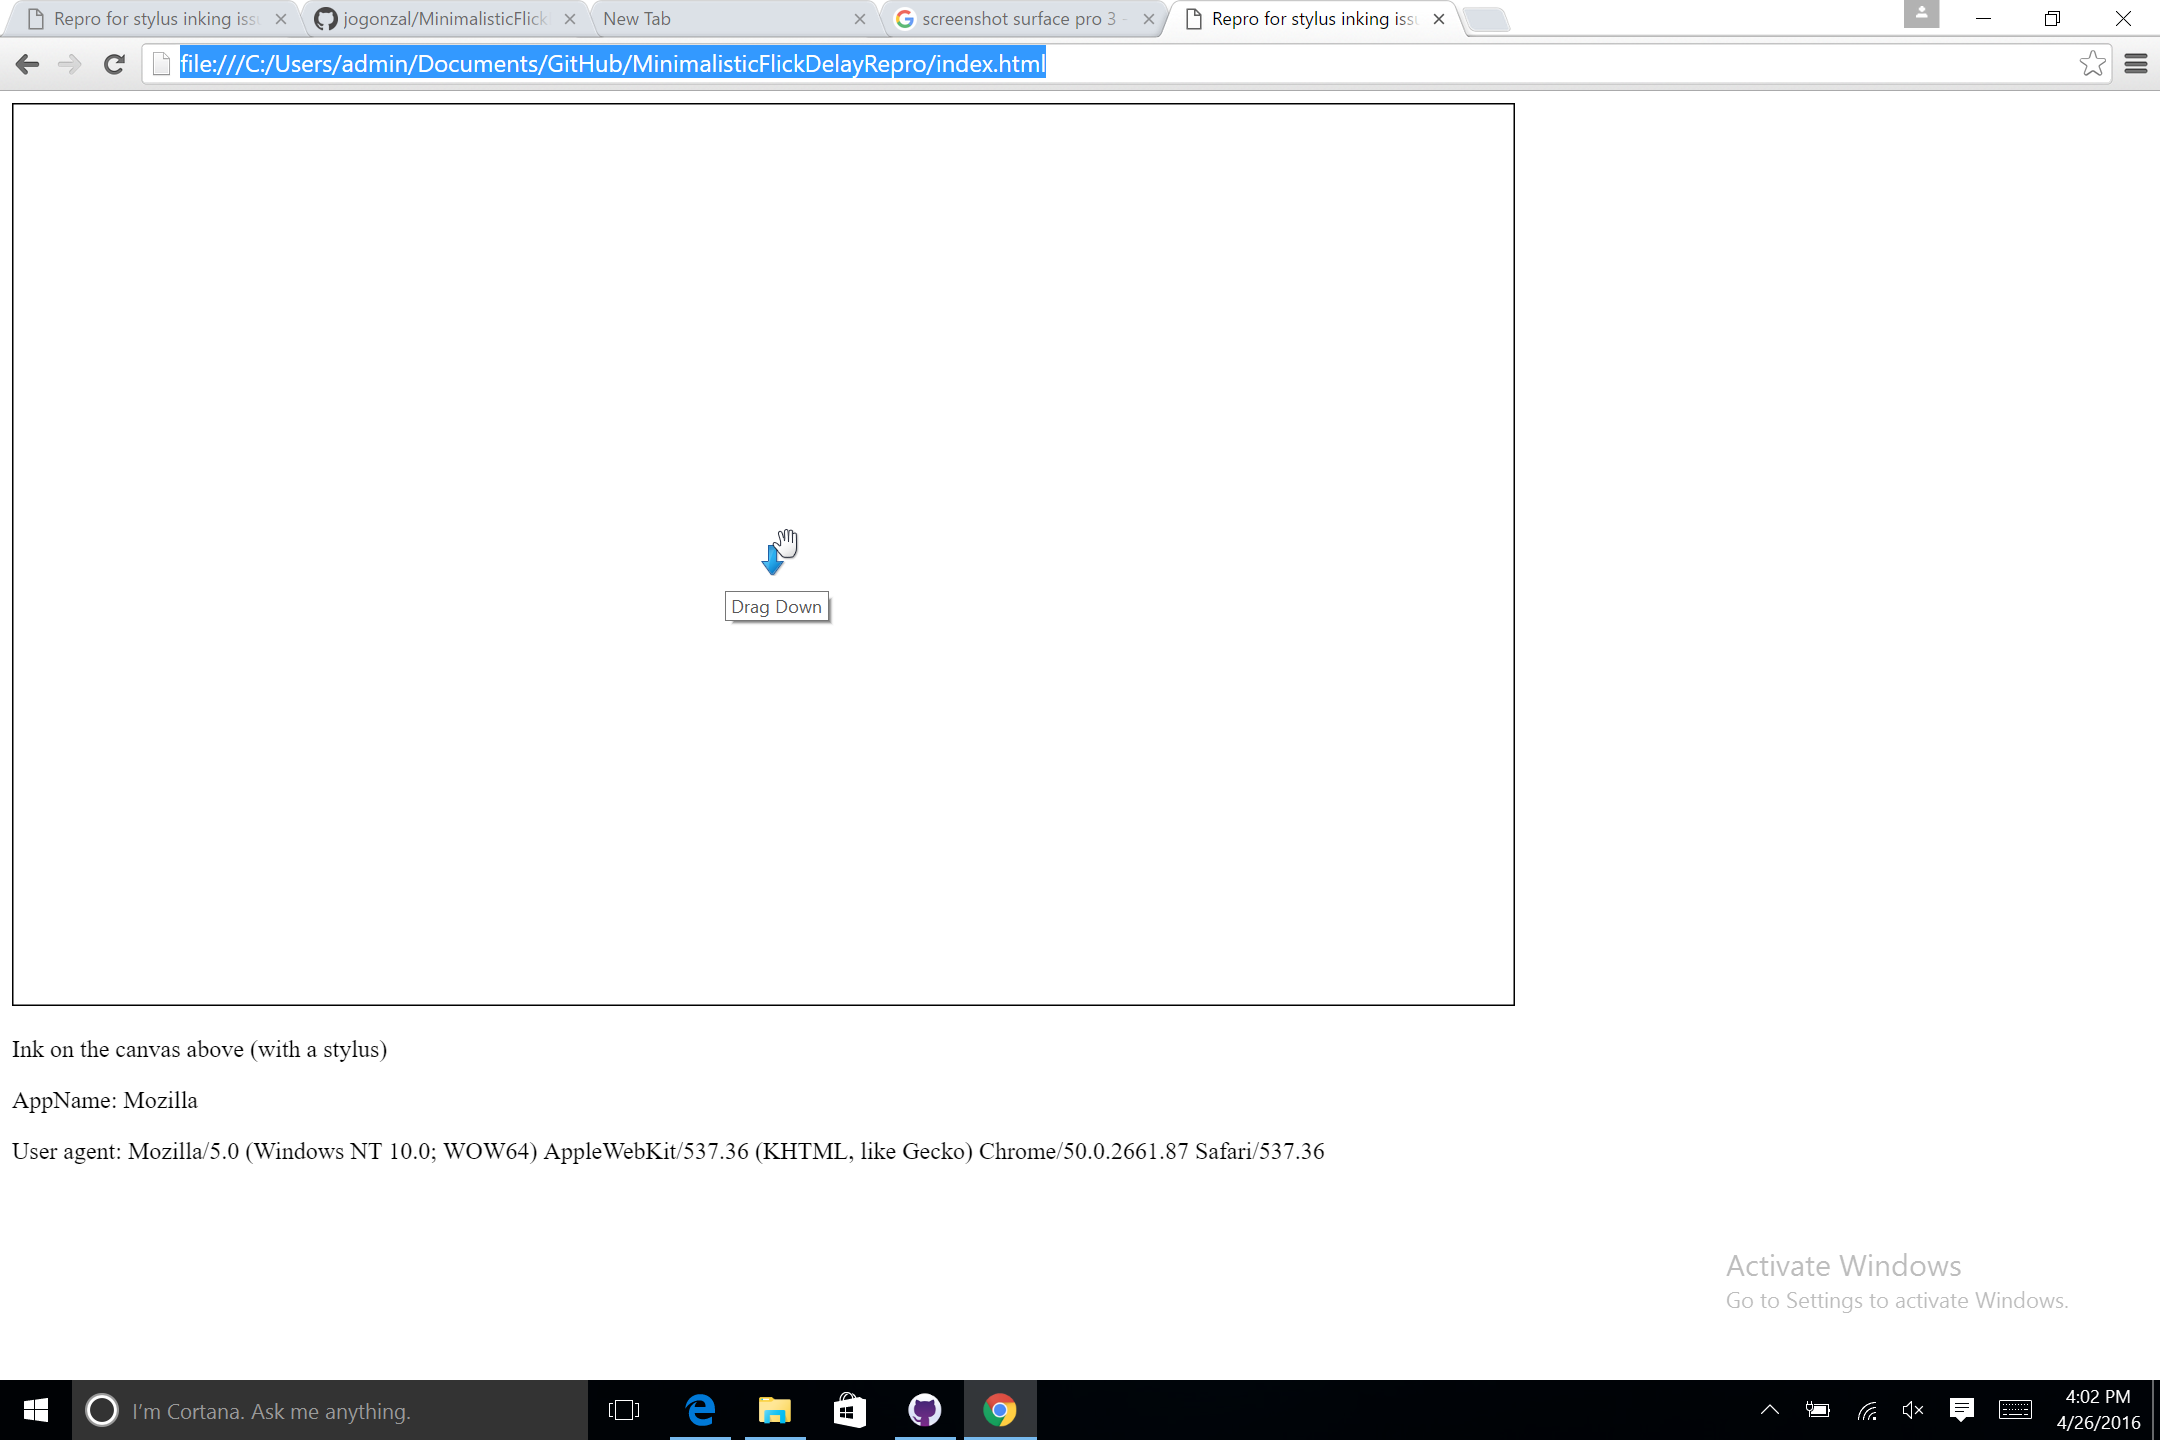 Repro for stylus inking iss
jogonzal/MinimalisticFlick
New Tab
screenshot surface pro 3 -
Repro for stylus inking iss
file:///C:/Users/admin/Documents/GitHub/MinimalisticFlickDelayRepro/index.html
Drag Down
Ink on the canvas above (with a stylus)
AppName: Mozilla
User agent: Mozilla/5.0 (Windows NT 10.0; WOW64) AppleWebKit/537.36 (KHTML, like Gecko) Chrome/50.0.2661.87 Safari/537.36
Activate Windows
Go to Settings to activate Windows.
I'm Cortana. Ask me anything.
4:02 PM
4/26/2016